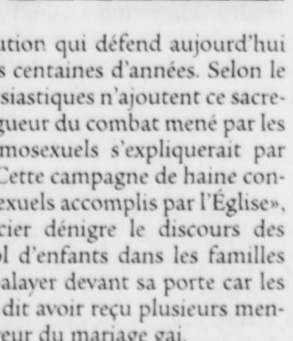 ution qui défend aujourd'hui
s centaines d'années. Selon le
siastiques n'ajoutent ce sacre-
gueur du combat mené par les
mosexuels s'expliquerait par
Cette campagne de haine con-
exuels accomplis par l'Église»,
cier dénigre le discours des
ol d'enfants dans les familles
alayer devant sa porte car les
dit avoir reçu plusieurs men-
veur du mariage gai.